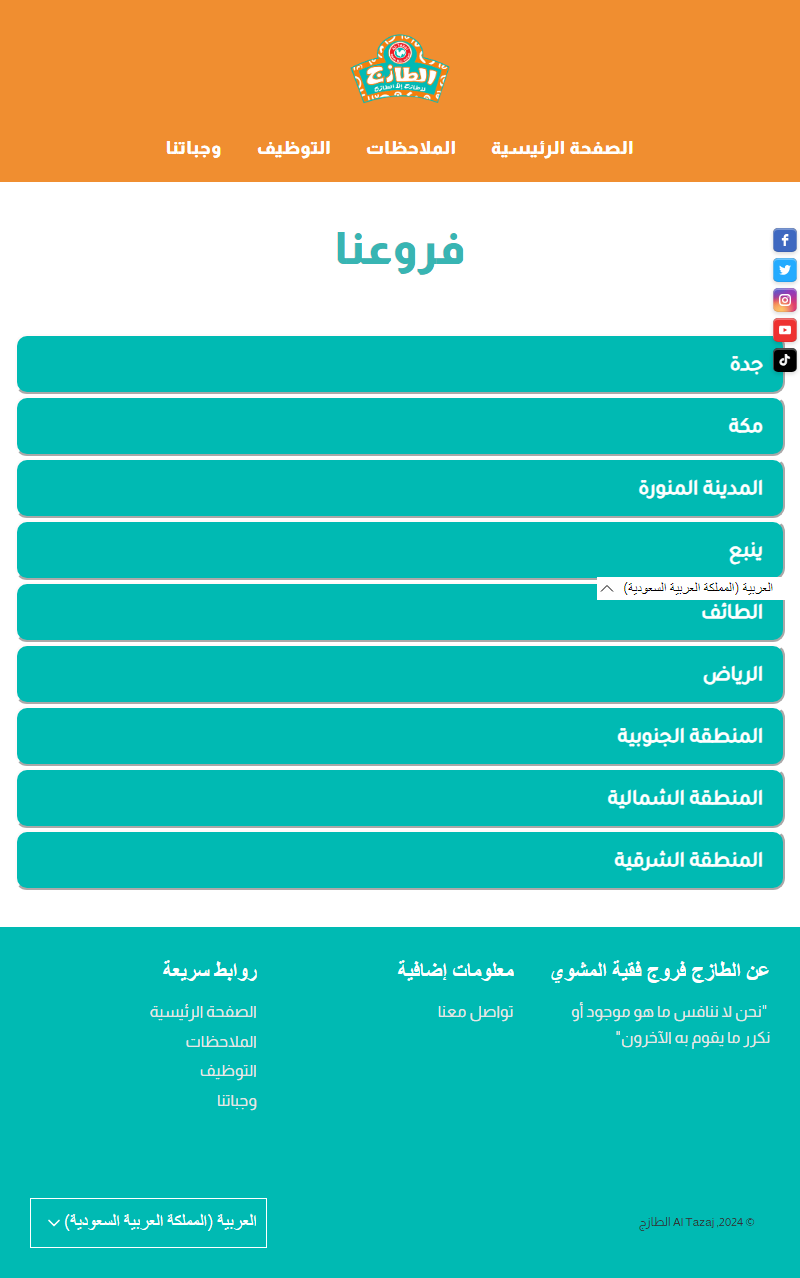 الطازج
لا طازج إلا الطازج
الصفحة الرئيسية
الملاحظات
التوظيف
وجباتنا
فروعنا
جدة
مكة
المدينة المنورة
ينبع
العربية (المملكة العربية السعودية)
الطائف
الرياض
المنطقة الجنوبية
المنطقة الشمالية
المنطقة الشرقية
عن الطازج فروج فقية المشوي
"نحن لا ننافس ما هو موجود أو
نكرر ما يقوم به الآخرون"
معلومات إضافية
تواصل معنا
روابط سريعة
الصفحة الرئيسية
الملاحظات
التوظيف
وجباتنا
© 2024, Al Tazaj الطازج
العربية (المملكة العربية السعودية)